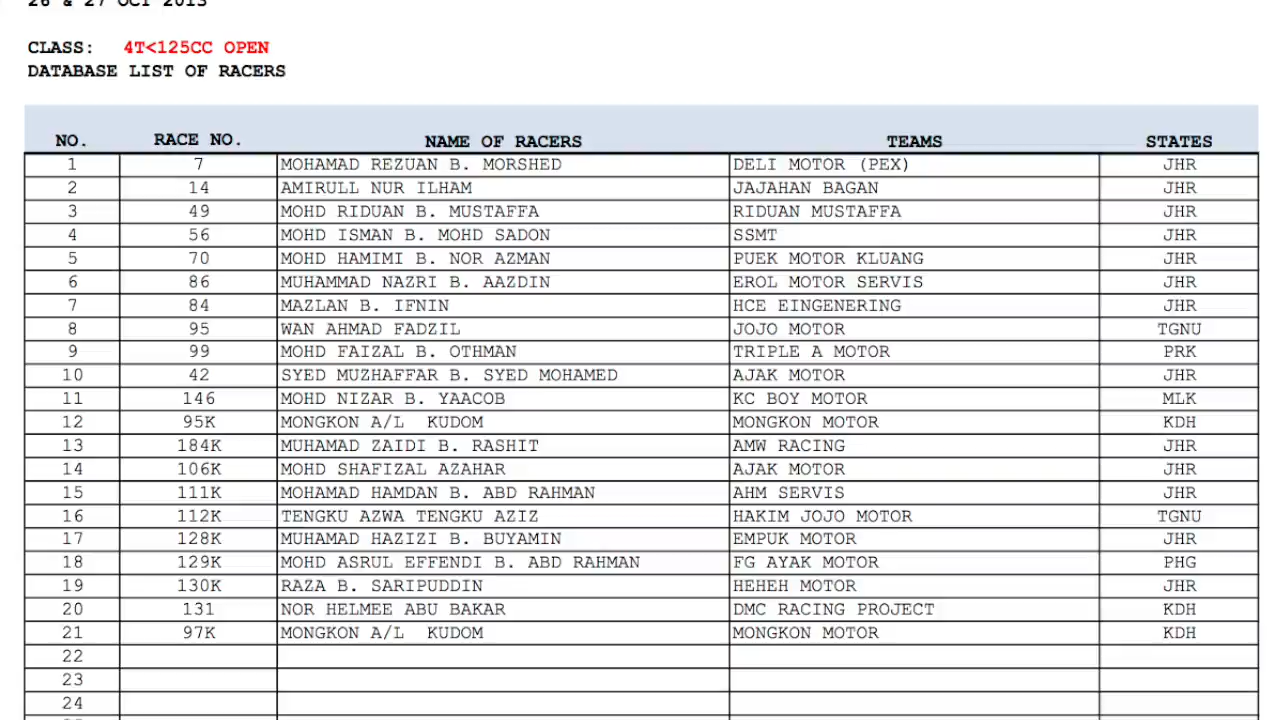 26 & 27 OCT 2013
CLASS: 4T<125CC OPEN
DATABASE LIST OF RACERS
NO. RACE NO. NAME OF RACERS TEAMS STATES
1 7 MOHAMAD REZUAN B. MORSHED DELI MOTOR (PEX) JHR
2 14 AMIRULL NUR ILHAM JAJAHAN BAGAN JHR
3 49 MOHD RIDUAN B. MUSTAFFA RIDUAN MUSTAFFA JHR
4 56 MOHD ISMAN B. MOHD SADON SSMT JHR
5 70 MOHD HAMIMI B. NOR AZMAN PUEK MOTOR KLUANG JHR
6 86 MUHAMMAD NAZRI B. AAZDIN EROL MOTOR SERVIS JHR
7 84 MAZLAN B. IFNIN HCE EINGENERING JHR
8 95 WAN AHMAD FADZIL JOJO MOTOR TGNU
9 99 MOHD FAIZAL B. OTHMAN TRIPLE A MOTOR PRK
10 42 SYED MUZHAFFAR B. SYED MOHAMED AJAK MOTOR JHR
11 146 MOHD NIZAR B. YAACOB KC BOY MOTOR MLK
12 95K MONGKON A/L KUDOM MONGKON MOTOR KDH
13 184K MUHAMAD ZAIDI B. RASHIT AMW RACING JHR
14 106K MOHD SHAFIZAL AZAHAR AJAK MOTOR JHR
15 111K MOHAMAD HAMDAN B. ABD RAHMAN AHM SERVIS JHR
16 112K TENGKU AZWA TENGKU AZIZ HAKIM JOJO MOTOR TGNU
17 128K MUHAMAD HAZIZI B. BUYAMIN EMPUK MOTOR JHR
18 129K MOHD ASRUL EFFENDI B. ABD RAHMAN FG AYAK MOTOR PHG
19 130K RAZA B. SARIPUDDIN HEHEH MOTOR JHR
20 131 NOR HELMEE ABU BAKAR DMC RACING PROJECT KDH
21 97K MONGKON A/L KUDOM MONGKON MOTOR KDH
22
23
24